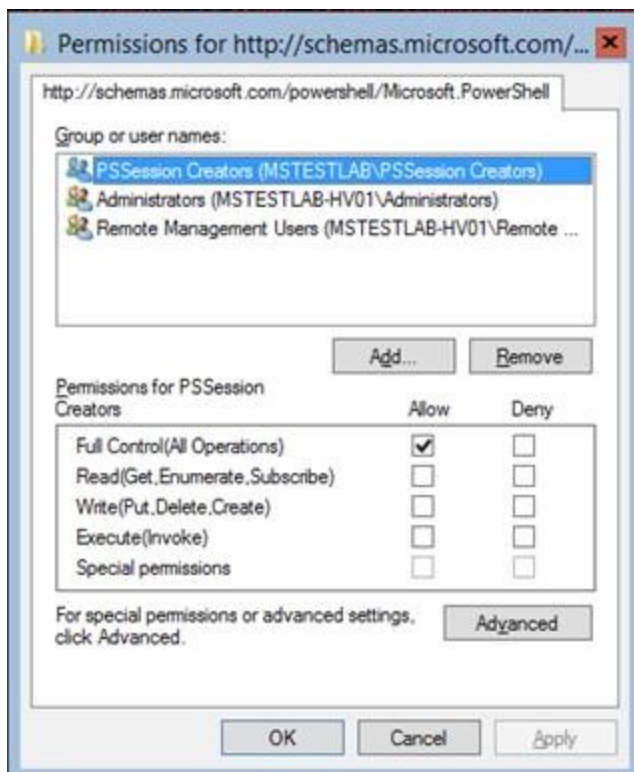 Permissions for http://schemas.microsoft.com/...
http://schemas.microsoft.com/powershell/Microsoft.PowerShell
Group or user names:
PSSession Creators (MSTESTLAB\PSSession Creators)
Administrators (MSTESTLAB-HV01\Administrators)
Remote Management Users (MSTESTLAB-HV01\Remote ...
Add...
Remove
Permissions for PSSession
Creators
Allow
Deny
Full Control(All Operations)
Read(Get,Enumerate,Subscribe)
Write(Put,Delete,Create)
Execute(Invoke)
Special permissions
For special permissions or advanced settings,
click Advanced.
Advanced
OK
Cancel
Apply